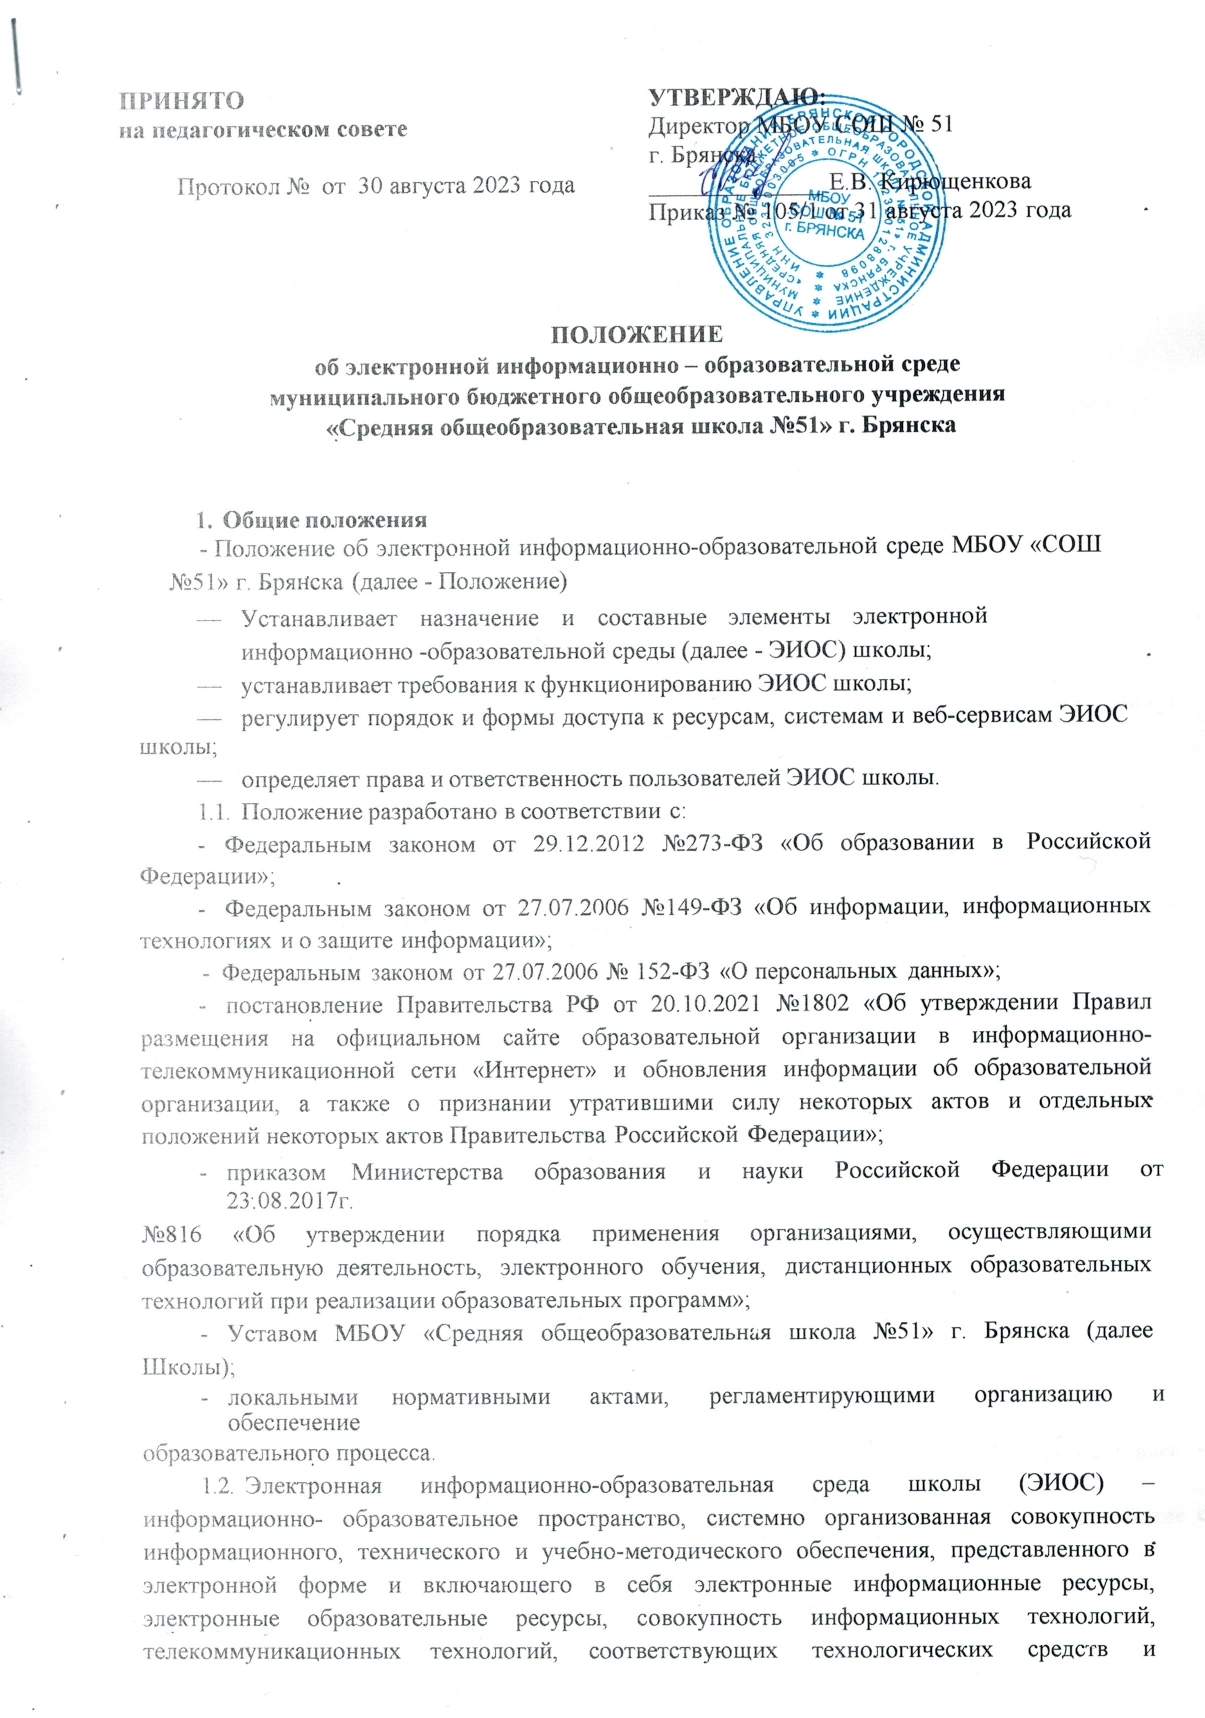 ПРИНЯТО
на педагогическом совете
Протокол № от 30 августа 2023 года
УТВЕРЖДАЮ:
Директор МБОУ СОШ № 51
г. Брянска
Е.В. Кирющенкова
Приказ № 105/1 от 31 августа 2023 года
МБОУ
СОШ № 51
г. БРЯНСКА
ПОЛОЖЕНИЕ
об электронной информационно – образовательной среде
муниципального бюджетного общеобразовательного учреждения
«Средняя общеобразовательная школа №51» г. Брянска
1. Общие положения
- Положение об электронной информационно-образовательной среде МБОУ «СОШ
№51» г. Брянска (далее - Положение)
— Устанавливает назначение и составные элементы электронной
информационно -образовательной среды (далее - ЭИОС) школы;
— устанавливает требования к функционированию ЭИОС школы;
— регулирует порядок и формы доступа к ресурсам, системам и веб-сервисам ЭИОС
школы;
— определяет права и ответственность пользователей ЭИОС школы.
1.1. Положение разработано в соответствии с:
- Федеральным законом от 29.12.2012 №273-ФЗ «Об образовании в Российской
Федерации»;
- Федеральным законом от 27.07.2006 №149-ФЗ «Об информации, информационных
технологиях и о защите информации»;
- Федеральным законом от 27.07.2006 № 152-ФЗ «О персональных данных»;
- постановление Правительства РФ от 20.10.2021 №1802 «Об утверждении Правил
размещения на официальном сайте образовательной организации в информационно-
телекоммуникационной сети «Интернет» и обновления информации об образовательной
организации, а также о признании утратившими силу некоторых актов и отдельных
положений некоторых актов Правительства Российской Федерации»;
- приказом Министерства образования и науки Российской Федерации от
23.08.2017г.
№816 «Об утверждении порядка применения организациями, осуществляющими
образовательную деятельность, электронного обучения, дистанционных образовательных
технологий при реализации образовательных программ»;
- Уставом МБОУ «Средняя общеобразовательная школа №51» г. Брянска (далее
Школы);
- локальными нормативными актами, регламентирующими организацию и
обеспечение
образовательного процесса.
1.2. Электронная информационно-образовательная среда школы (ЭИОС) –
информационно- образовательное пространство, системно организованная совокупность
информационного, технического и учебно-методического обеспечения, представленного в
электронной форме и включающего в себя электронные информационные ресурсы,
электронные образовательные ресурсы, совокупность информационных технологий,
телекоммуникационных технологий, соответствующих технологических средств и